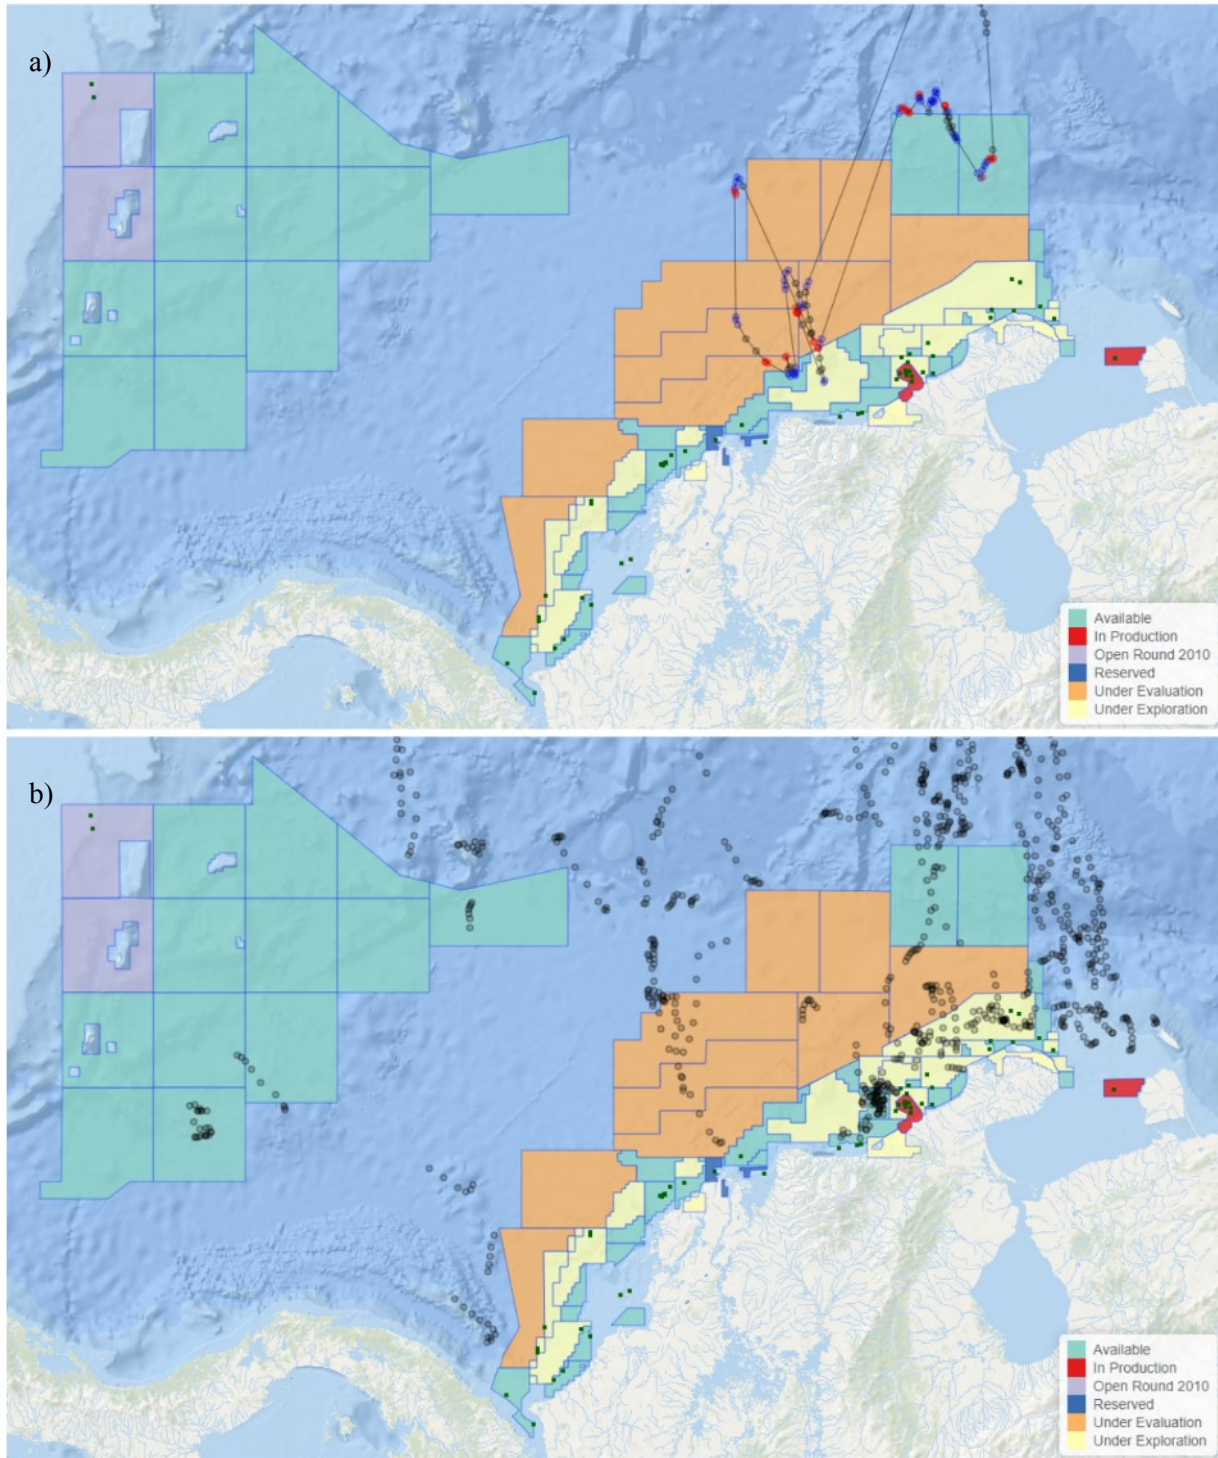 a)
Available
In Production
Open Round 2010
Reserved
Under Evaluation
Under Exploration
b)
Available
In Production
Open Round 2010
Reserved
Under Evaluation
Under Exploration